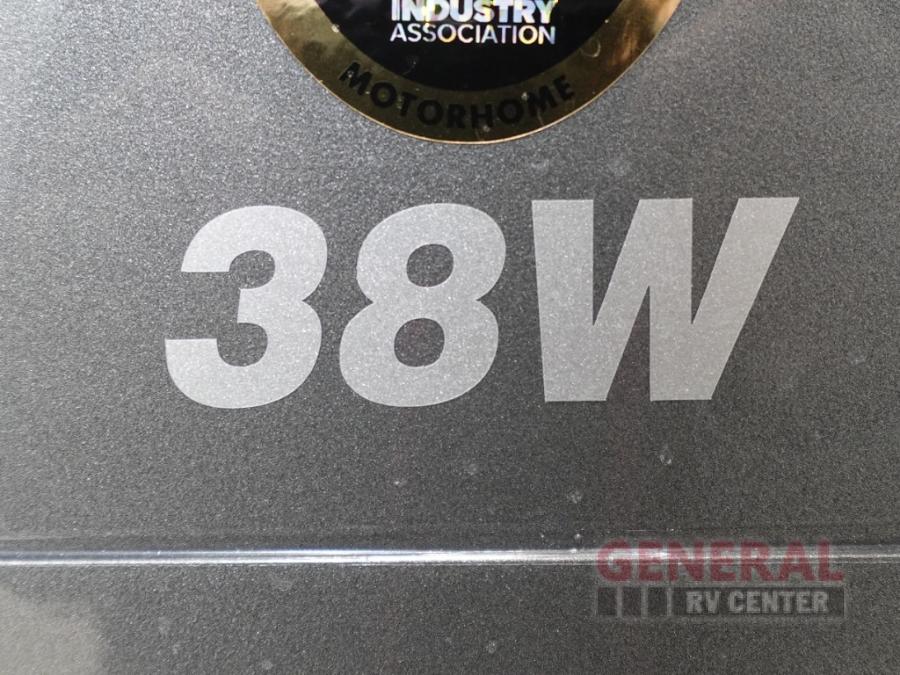 INDUSTRY
ASSOCIATION
MOTORHOME
38W
GENERAL
RV CENTER